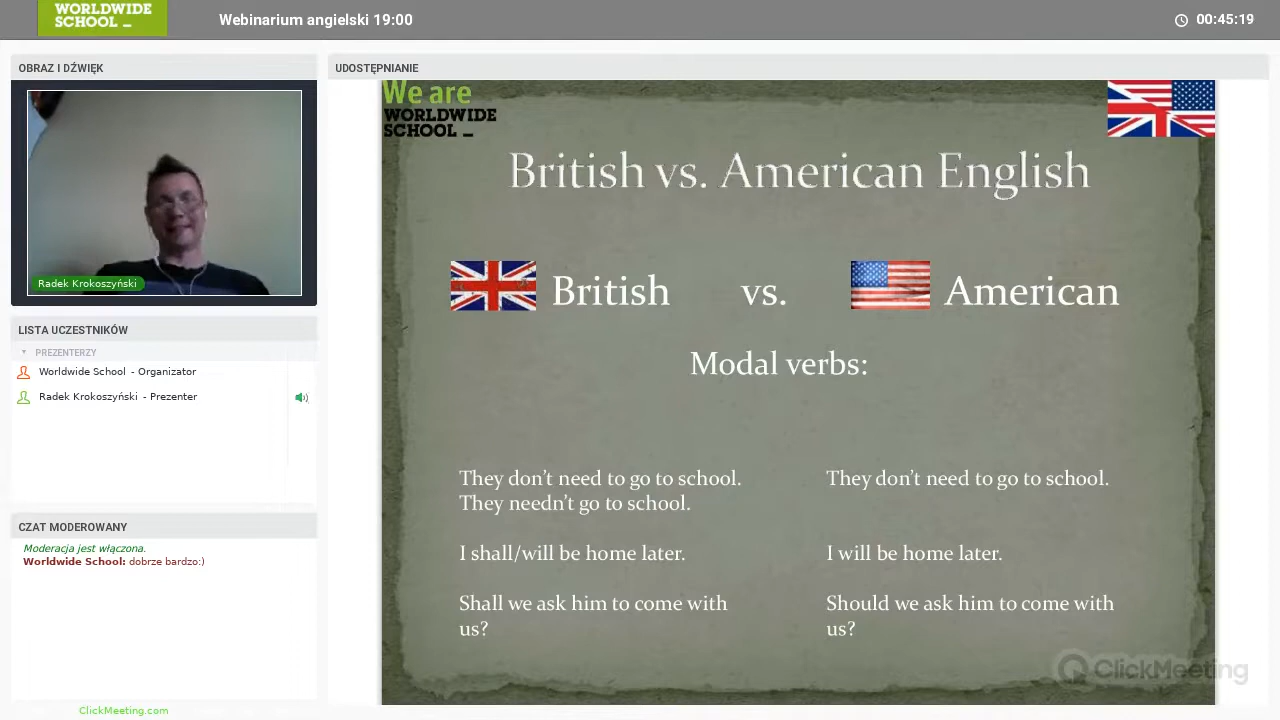 WORLDWIDE
SCHOOL _
Webinarium angielski 19:00
00:45:19
OBRAZ I DŹWIĘK
Radek Krokoszyński
LISTA UCZESTNIKÓW
PREZENTERZY
Worldwide School - Organizator
Radek Krokoszyński - Prezenter
CZAT MODEROWANY
Moderacja jest włączona.
Worldwide School: dobrze bardzo:)
ClickMeeting.com
UDOSTĘPNIANIE
We are
WORLDWIDE
SCHOOL _
British vs. American English
British vs. American
Modal verbs:
They don't need to go to school.
They needn't go to school.
I shall/will be home later.
Shall we ask him to come with
us?
They don't need to go to school.
I will be home later.
Should we ask him to come with
us?
ClickMeeting